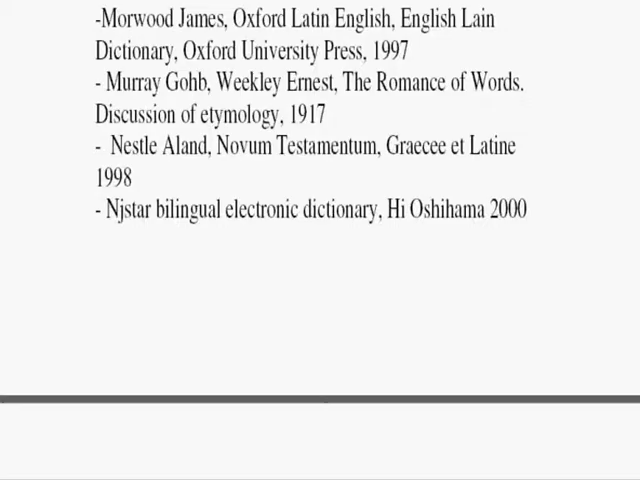 -Morwood James, Oxford Latin English, English Lain
Dictionary, Oxford University Press, 1997
- Murray Gohb, Weekley Ernest, The Romance of Words.
Discussion of etymology, 1917
- Nestle Aland, Novum Testamentum, Graecee et Latine
1998
- Njstar bilingual electronic dictionary, Hi Oshihama 2000